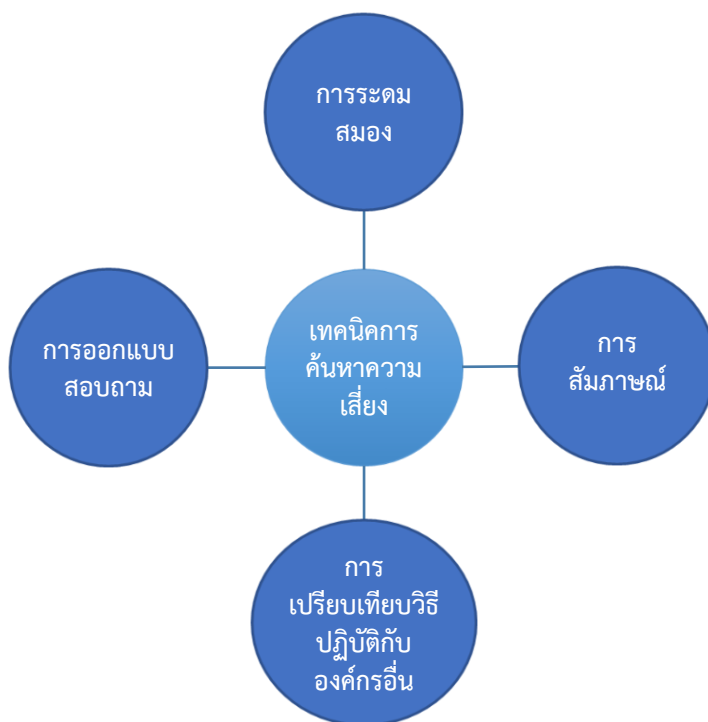 การระดม
สมอง
การออกแบบ
สอบถาม
เทคนิคการ
ค้นหาความ
เสี่ยง
การ
สัมภาษณ์
การ
เปรียบเทียบวิธี
ปฏิบัติกับ
องค์กรอื่น